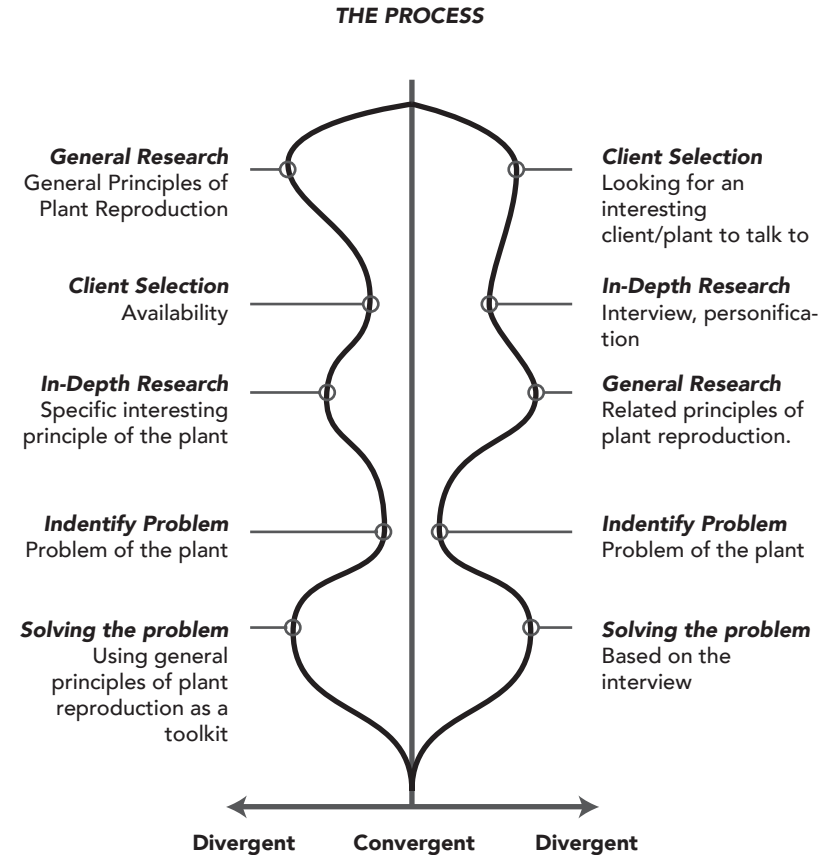 THE PROCESS
General Research
General Principles of
Plant Reproduction
Client Selection
Looking for an
interesting
client/plant to talk to
Client Selection
Availability
In-Depth Research
Interview, personifica-
tion
In-Depth Research
Specific interesting
principle of the plant
General Research
Related principles of
plant reproduction.
Indentify Problem
Problem of the plant
Indentify Problem
Problem of the plant
Solving the problem
Using general
principles of plant
reproduction as a
toolkit
Solving the problem
Based on the
interview
Divergent
Convergent
Divergent